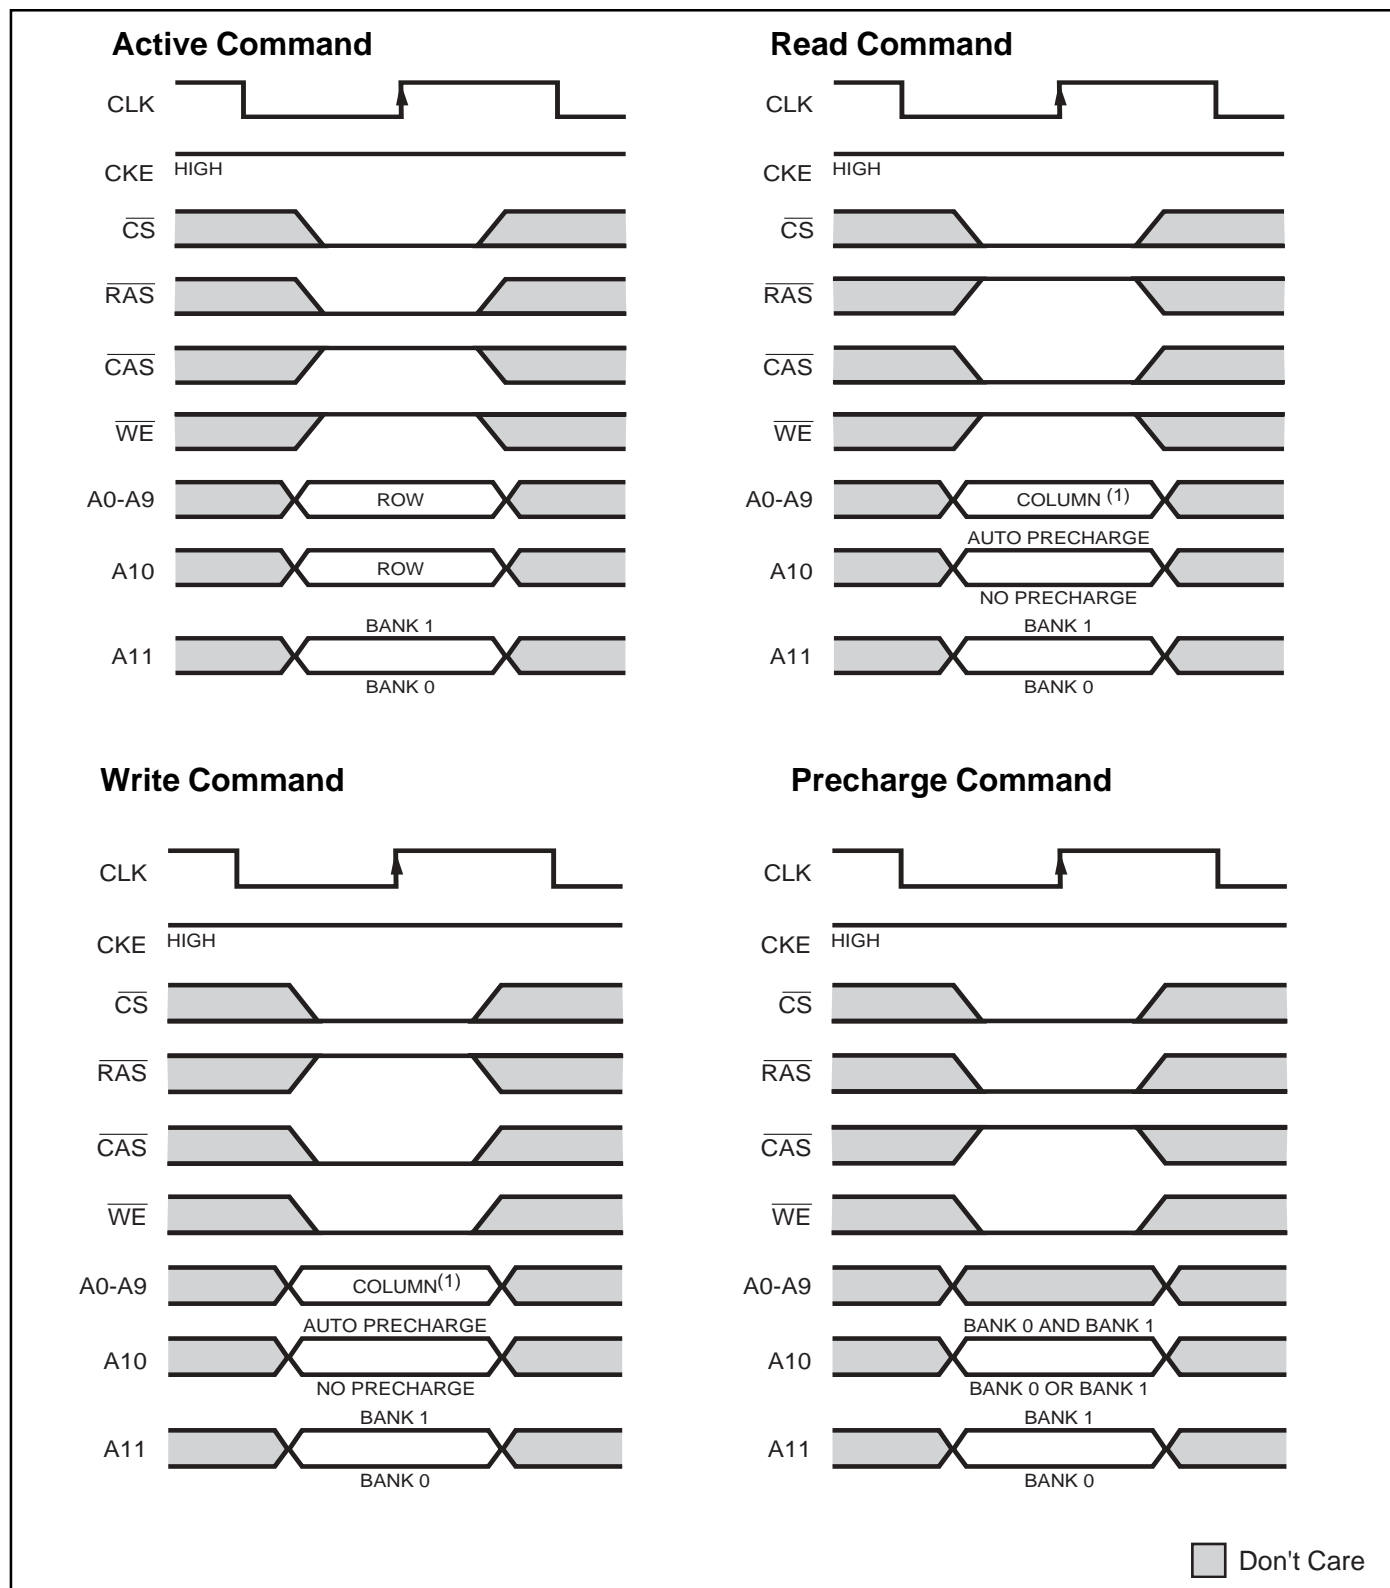 Active Command
CLK
CKE HIGH
CS
RAS
CAS
WE
A0-A9 ROW
A10 ROW
BANK 1
A11
BANK 0
Read Command
CLK
CKE HIGH
CS
RAS
CAS
WE
A0-A9 COLUMN (1)
AUTO PRECHARGE
A10
NO PRECHARGE
BANK 1
A11
BANK 0
Write Command
CLK
CKE HIGH
CS
RAS
CAS
WE
A0-A9 COLUMN(1)
AUTO PRECHARGE
A10
NO PRECHARGE
BANK 1
A11
BANK 0
Precharge Command
CLK
CKE HIGH
CS
RAS
CAS
WE
A0-A9
BANK 0 AND BANK 1
A10
BANK 0 OR BANK 1
BANK 1
A11
BANK 0
Don't Care